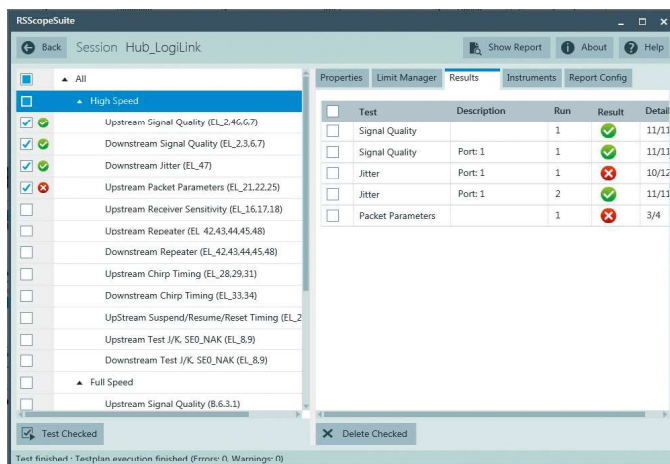 RSScopeSuite
Back Session Hub_LogiLink Show Report About Help
All
High Speed
Upstream Signal Quality (EL_2,46,6,7)
Downstream Signal Quality (EL_2,3,6,7)
Downstream Jitter (EL_47)
Upstream Packet Parameters (EL_21,22,25)
Upstream Receiver Sensitivity (EL_16,17,18)
Upstream Repeater (EL_42,43,44,45,48)
Downstream Repeater (EL_42,43,44,45,48)
Upstream Chirp Timing (EL_28,29,31)
Downstream Chirp Timing (EL_33,34)
UpStream Suspend/Resume/Reset Timing (EL_2
Upstream Test J/K, SE0_NAK (EL_8,9)
Downstream Test J/K, SE0_NAK (EL_8,9)
Full Speed
Upstream Signal Quality (B.6.3.1)
Test Checked
Properties Limit Manager Results Instruments Report Config
Test Description Run Result Detail
Signal Quality 1 11/11
Signal Quality Port: 1 1 11/11
Jitter Port: 1 1 10/12
Jitter Port: 1 2 11/11
Packet Parameters 1 3/4
Delete Checked
Test finished : Testplan execution finished (Errors: 0, Warnings: 0)